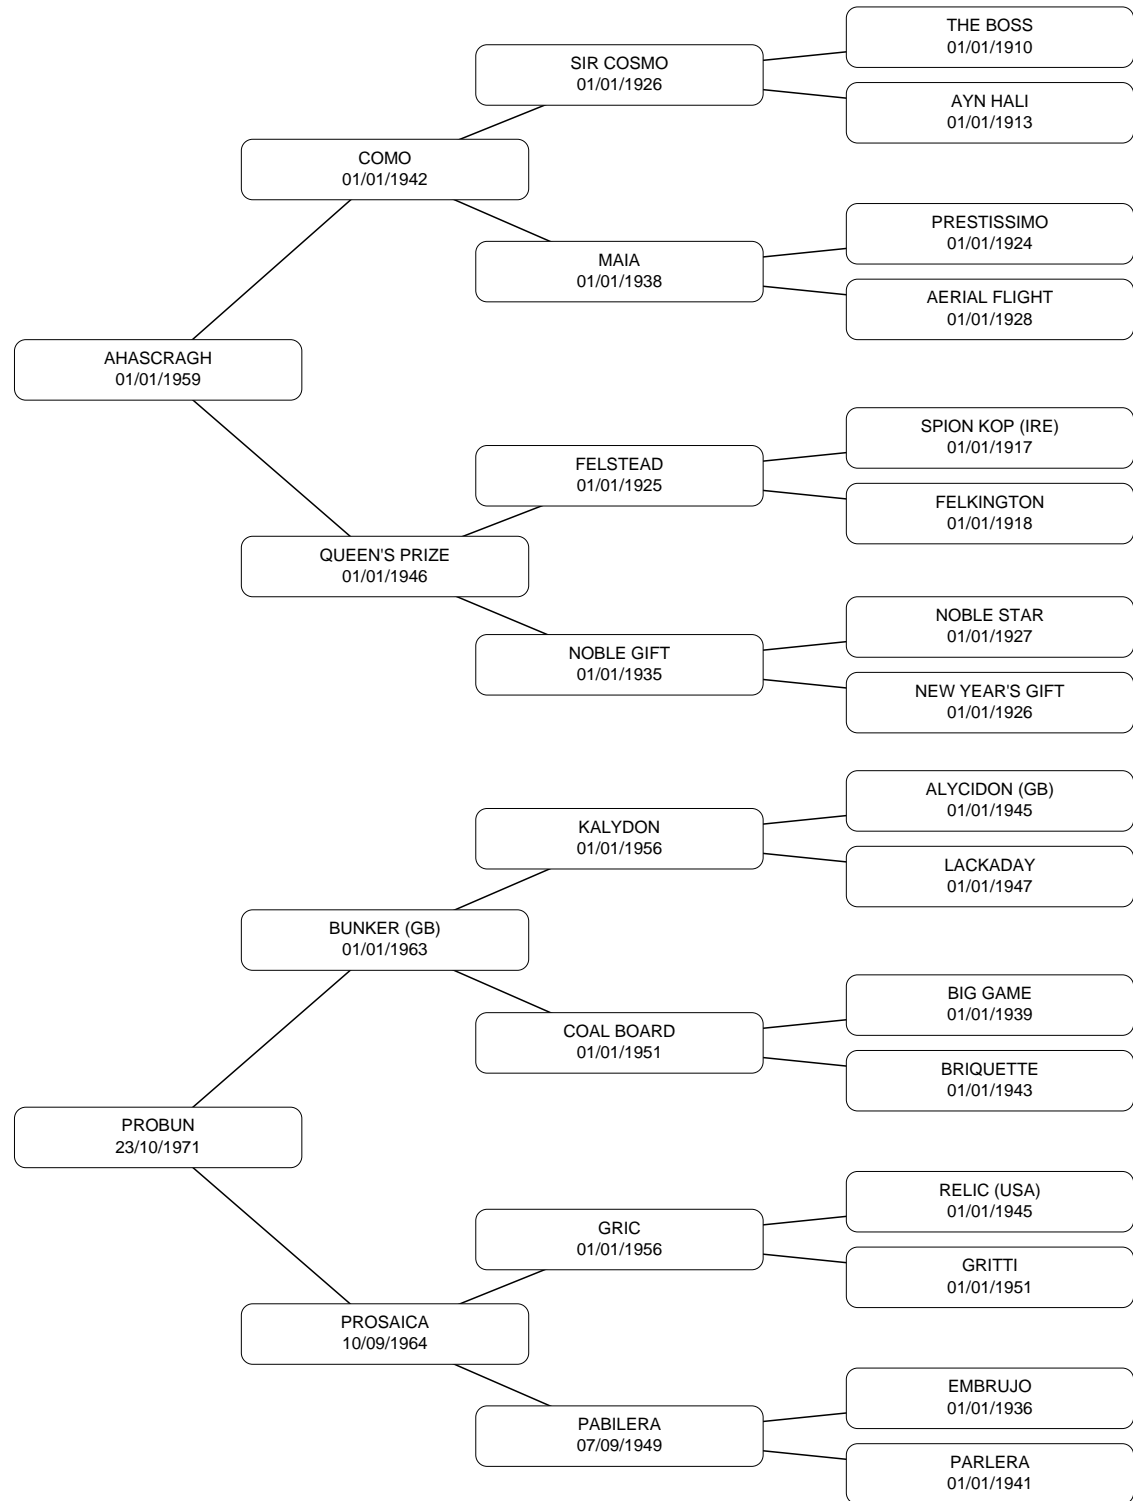 THE BOSS
01/01/1910
SIR COSMO
01/01/1926
AYN HALI
01/01/1913
COMO
01/01/1942
PRESTISSIMO
01/01/1924
MAIA
01/01/1938
AERIAL FLIGHT
01/01/1928
AHASCRAGH
01/01/1959
SPION KOP (IRE)
01/01/1917
FELSTEAD
01/01/1925
FELKINGTON
01/01/1918
QUEEN'S PRIZE
01/01/1946
NOBLE STAR
01/01/1927
NOBLE GIFT
01/01/1935
NEW YEAR'S GIFT
01/01/1926
ALYCIDON (GB)
01/01/1945
KALYDON
01/01/1956
LACKADAY
01/01/1947
BUNKER (GB)
01/01/1963
BIG GAME
01/01/1939
COAL BOARD
01/01/1951
BRIQUETTE
01/01/1943
PROBUN
23/10/1971
RELIC (USA)
01/01/1945
GRIC
01/01/1956
GRITTI
01/01/1951
PROSAICA
10/09/1964
EMBRUJO
01/01/1936
PABILERA
07/09/1949
PARLERA
01/01/1941